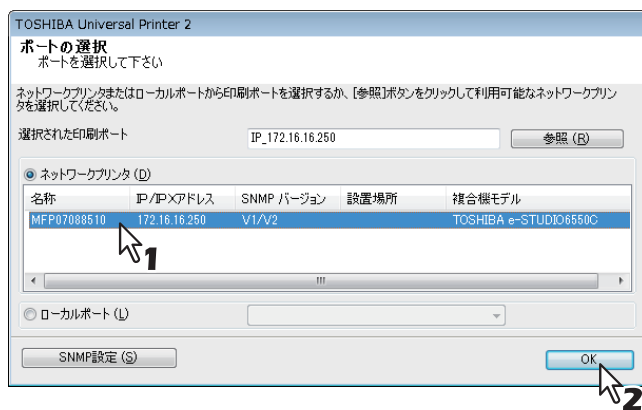 TOSHIBA Universal Printer 2
ポートの選択
ポートを選択して下さい
ネットワークプリンタまたはローカルポートから印刷ポートを選択するか、[参照]ボタンをクリックして利用可能なネットワークプリン
タを選択してください。
選択された印刷ポート IP_172.16.16.250 参照 (R)
ネットワークプリンタ (D)
名称 IP/IPXアドレス SNMP バージョン 設置場所 複合機モデル
MFP07088510 172.16.16.250 V1/V2 TOSHIBA e-STUDIO6550C
1
ローカルポート (L)
SNMP設定 (S) OK
2